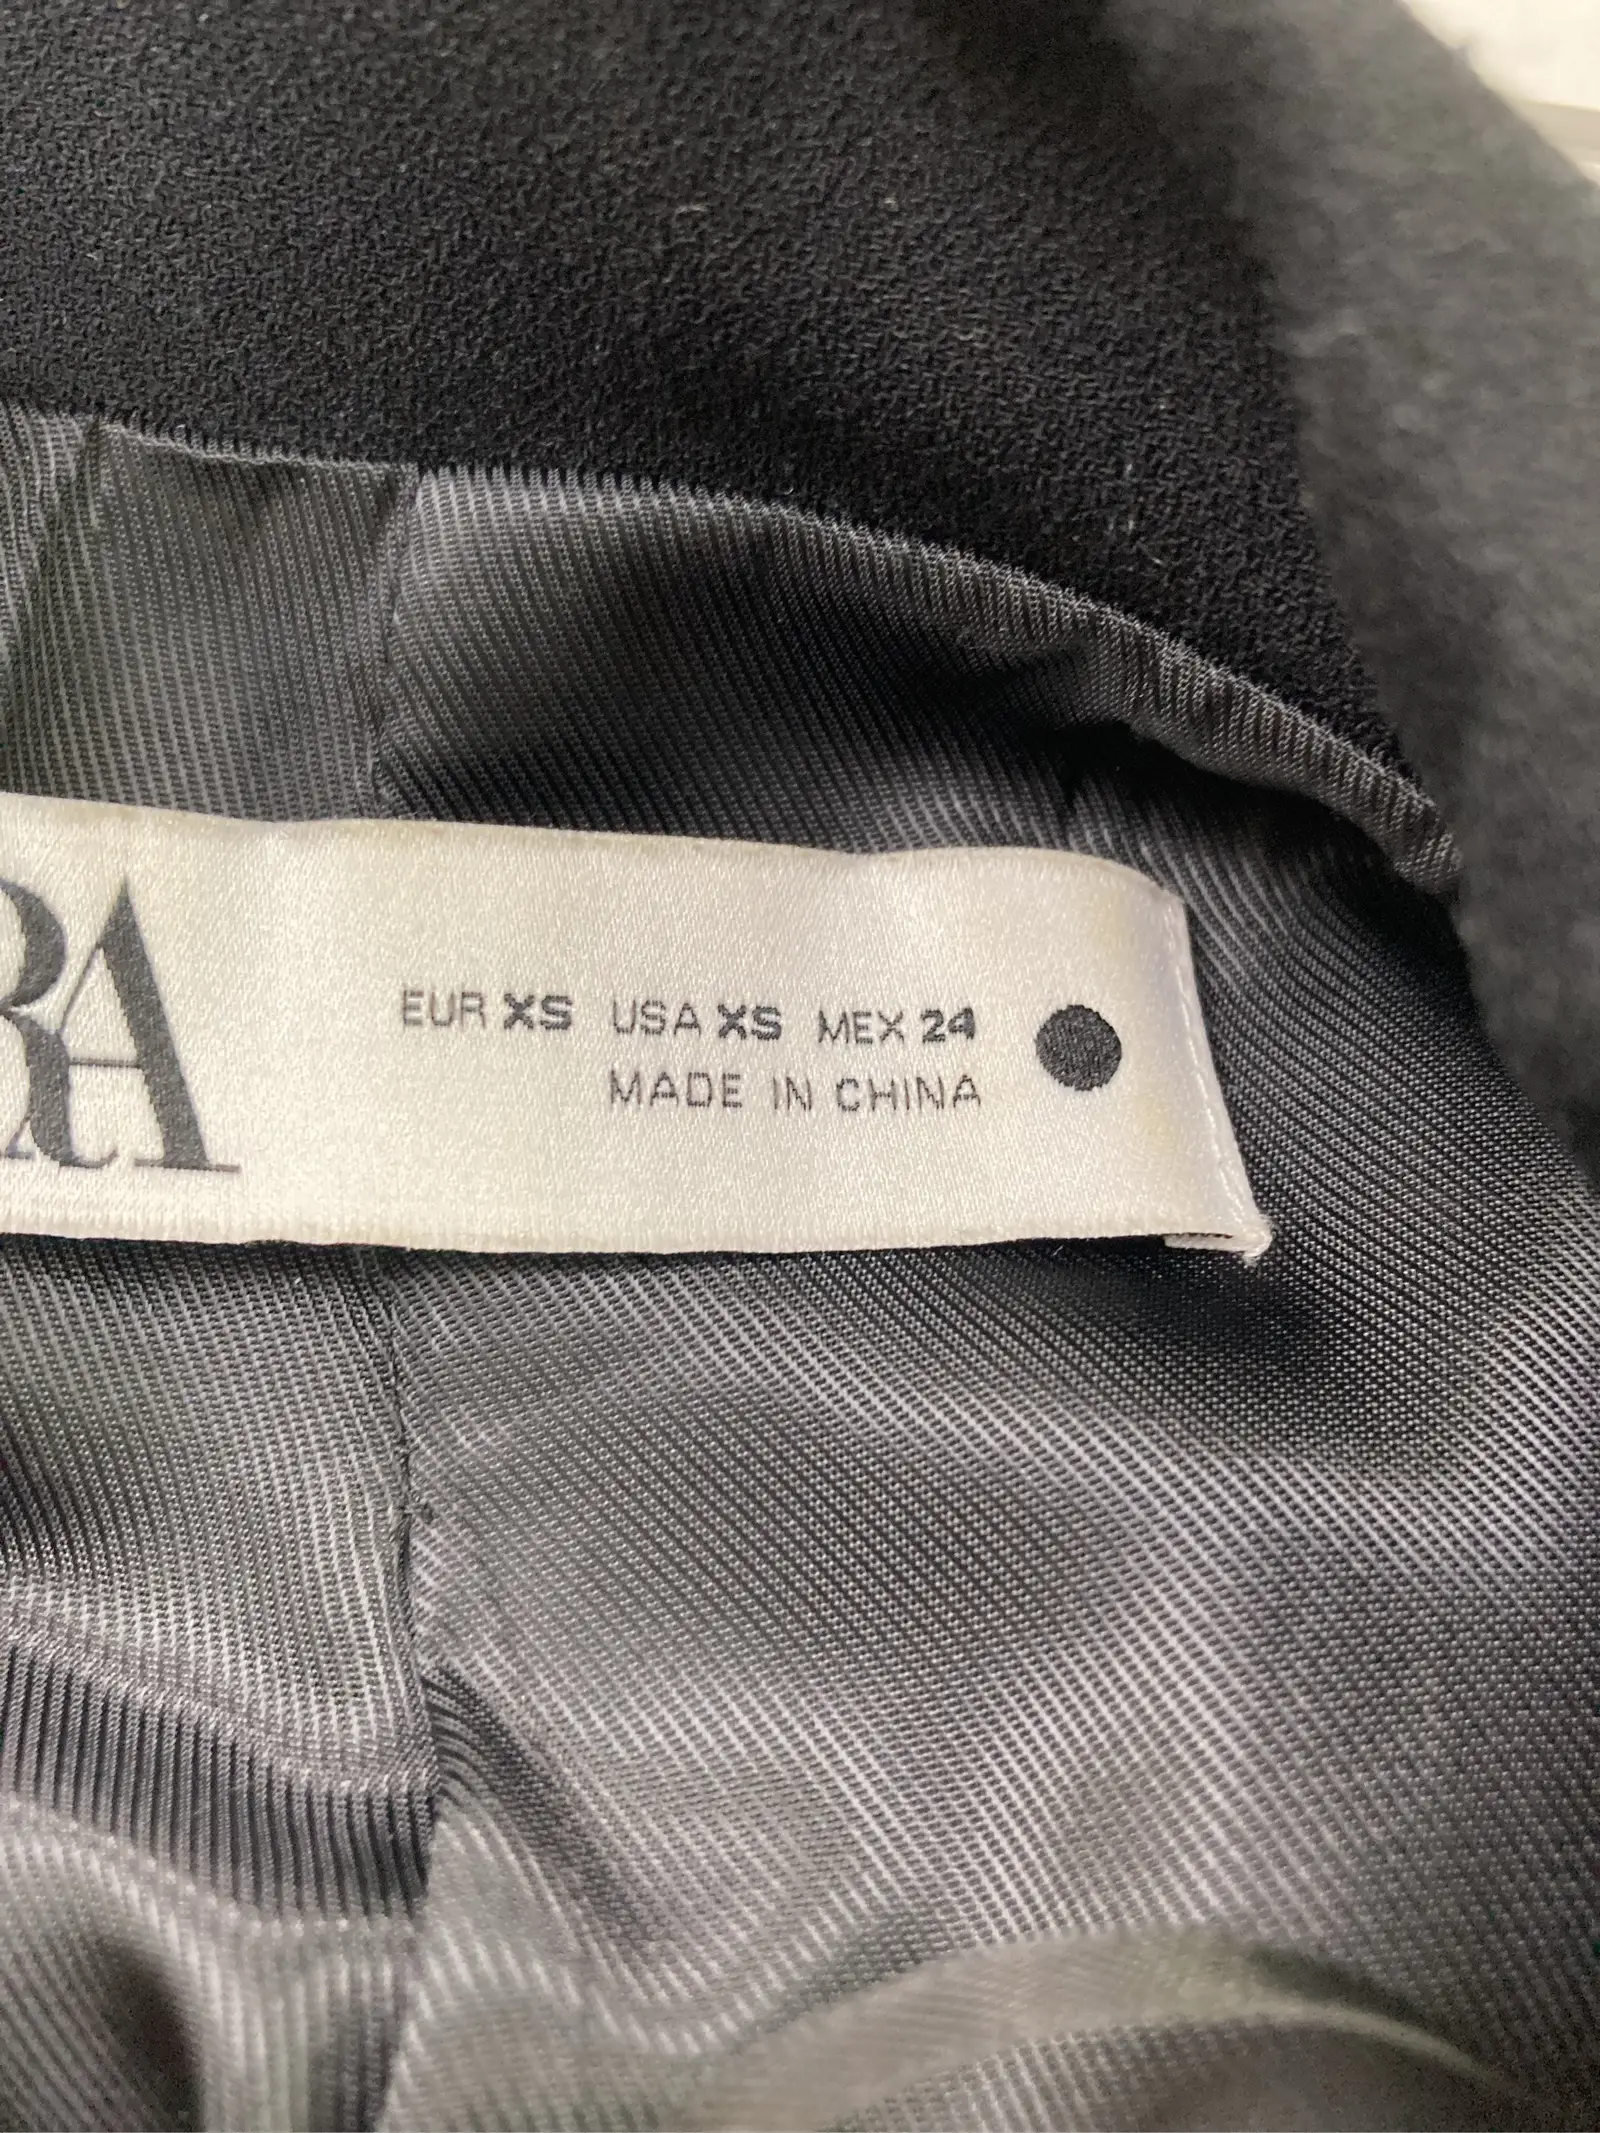 RA
EUR XS USA XS MEX 24
MADE IN CHINA